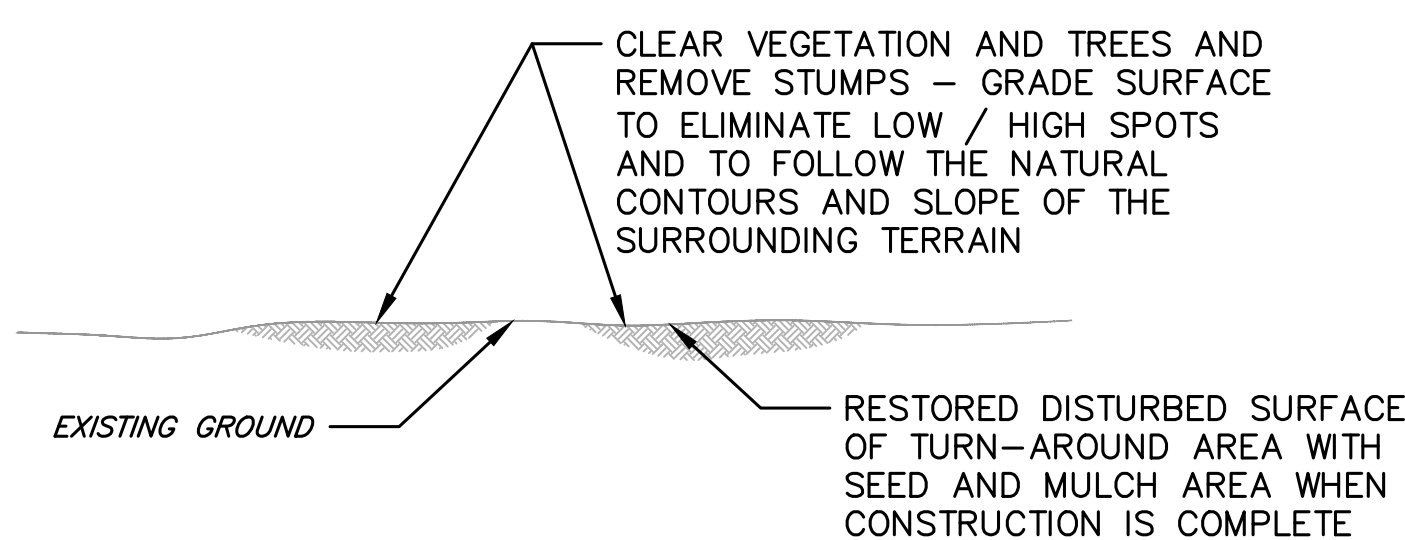 CLEAR VEGETATION AND TREES AND
REMOVE STUMPS – GRADE SURFACE
TO ELIMINATE LOW / HIGH SPOTS
AND TO FOLLOW THE NATURAL
CONTOURS AND SLOPE OF THE
SURROUNDING TERRAIN
EXISTING GROUND
RESTORED DISTURBED SURFACE
OF TURN–AROUND AREA WITH
SEED AND MULCH AREA WHEN
CONSTRUCTION IS COMPLETE